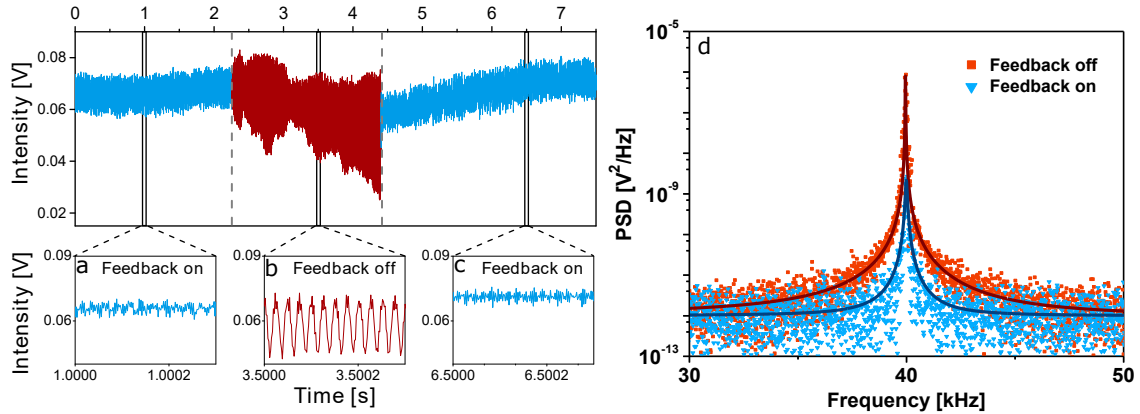 0 1 2 3 4 5 6 7
Intensity [V]
0.08
0.06
0.04
0.02
Intensity [V]
0.09
0.06
a Feedback on
1.0000 1.0002
0.09
0.06
b Feedback off
3.5000 3.5002
0.09
0.06
c Feedback on
6.5000 6.5002
Time [s]
d
Feedback off
Feedback on
PSD [V²/Hz]
10⁻⁵
10⁻⁹
10⁻¹³
30 40 50
Frequency [kHz]